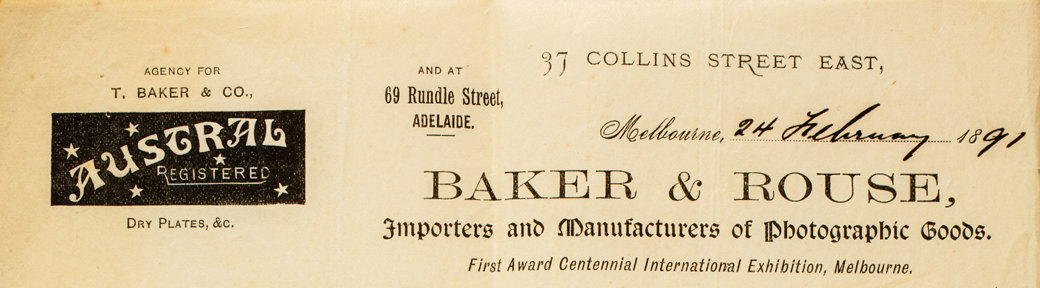 AGENCY FOR
T. BAKER & CO.,
AUSTRAL
REGISTERED
DRY PLATES, &C.
AND AT
69 Rundle Street,
ADELAIDE.
37 COLLINS STREET EAST,
Melbourne, 24 February 1891
BAKER & ROUSE,
Importers and Manufacturers of Photographic Goods.
First Award Centennial International Exhibition, Melbourne.